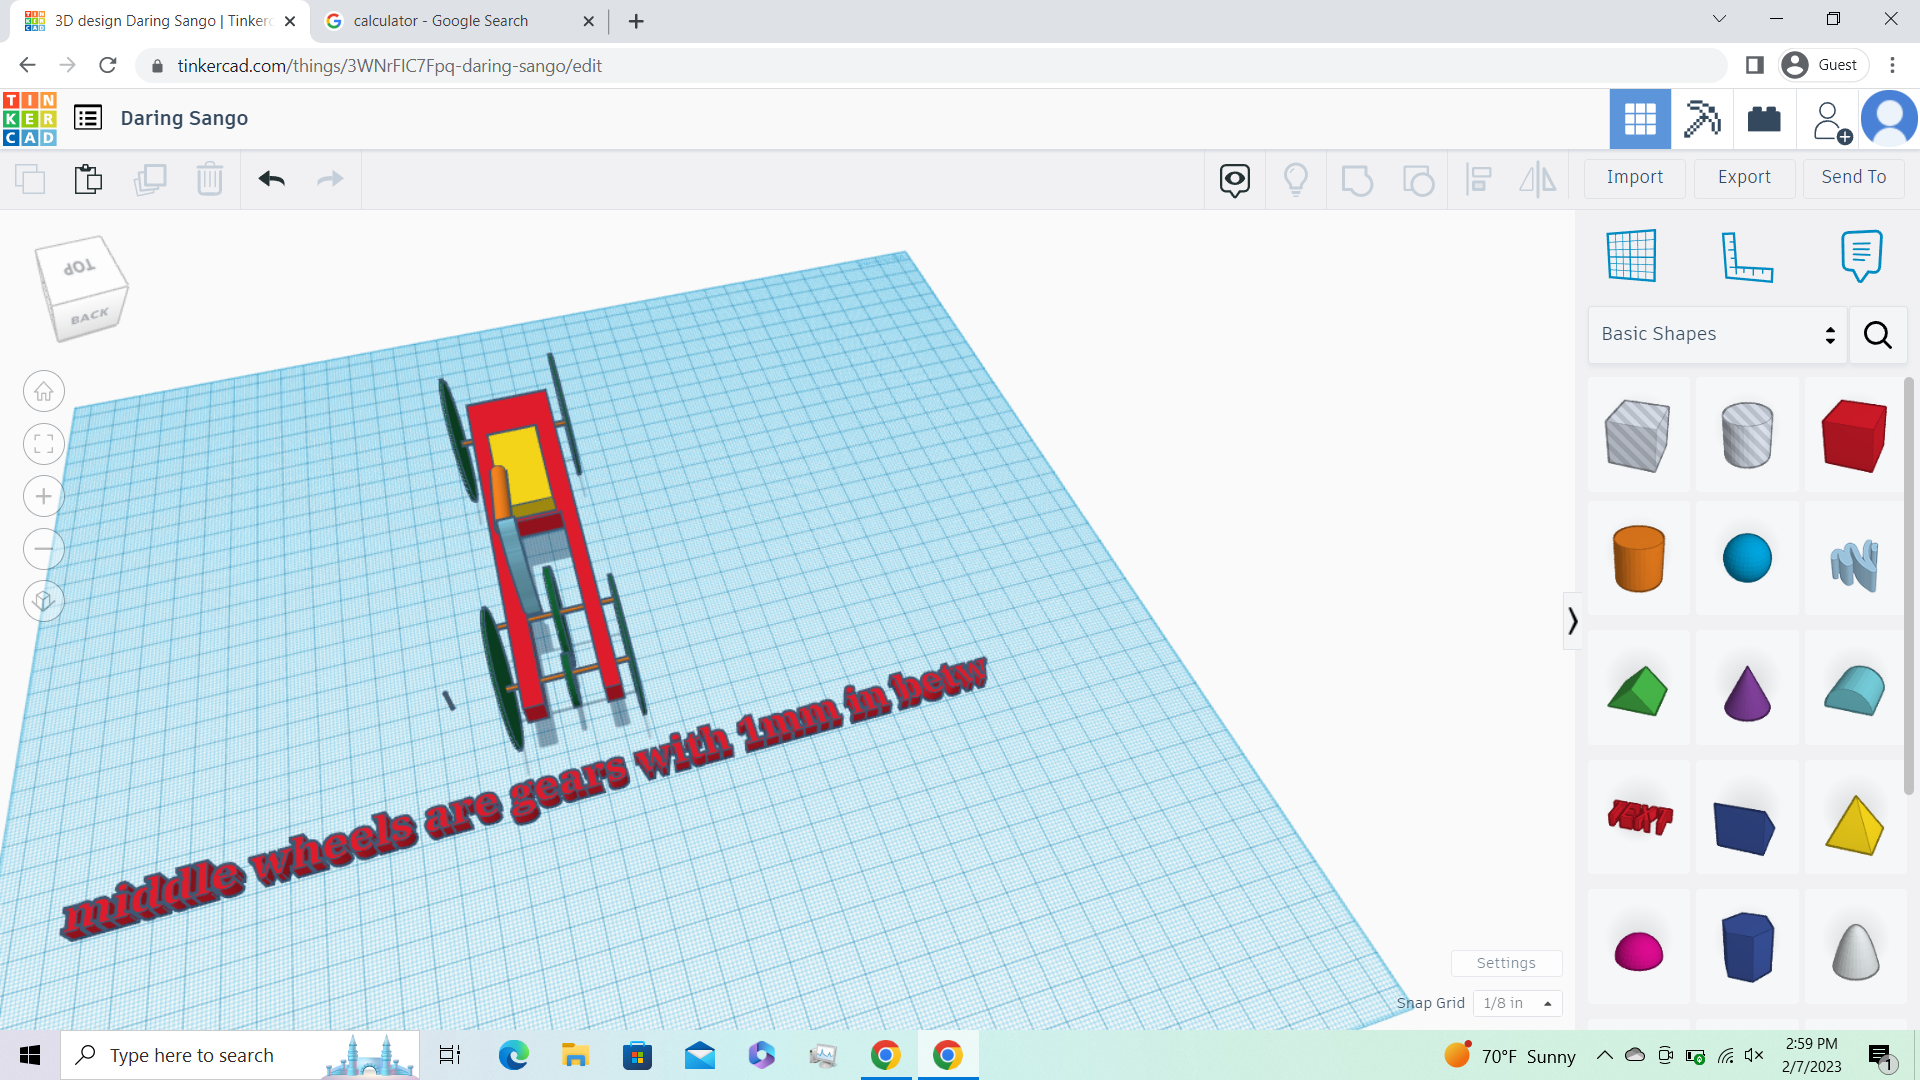 3D design Daring Sango | Tinkerc
calculator - Google Search
tinkercad.com/things/3WNrFIC7Fpq-daring-sango/edit
Guest
TIN
KER
CAD
Daring Sango
Import
Export
Send To
TOP
BACK
Basic Shapes
TEXT
middle wheels are gears with 1mm in betw
Settings
Snap Grid
1/8 in
Type here to search
70°F Sunny
2:59 PM
2/7/2023
1